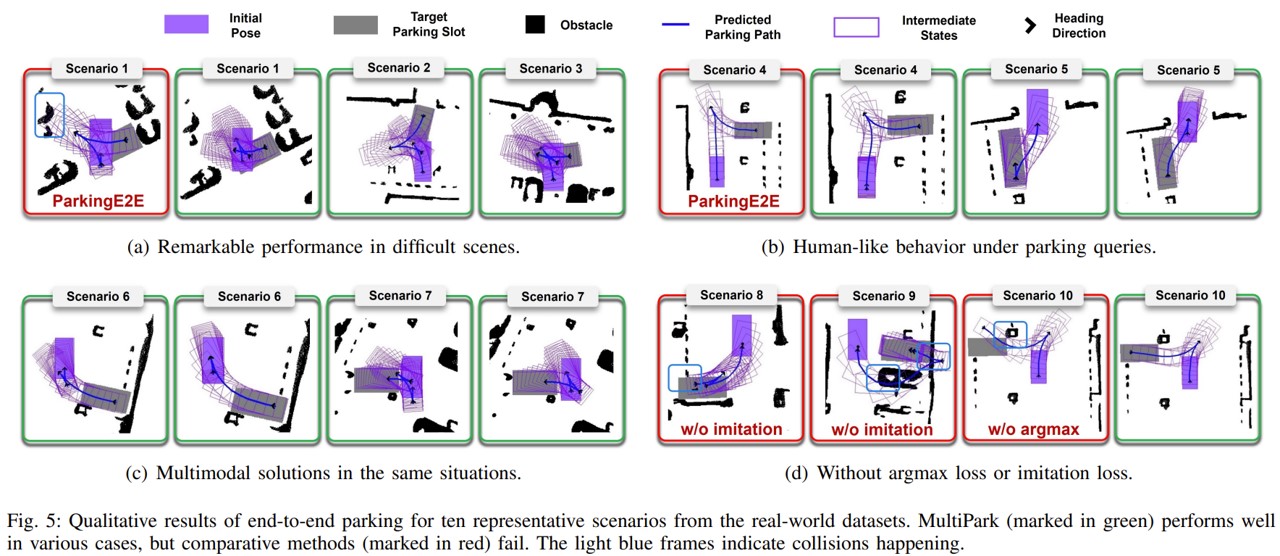 Initial Pose
Target Parking Slot
Obstacle
Predicted Parking Path
Intermediate States
Heading Direction
Scenario 1
Scenario 1
Scenario 2
Scenario 3
Scenario 4
Scenario 4
Scenario 5
Scenario 5
ParkingE2E
ParkingE2E
(a) Remarkable performance in difficult scenes.
(b) Human-like behavior under parking queries.
Scenario 6
Scenario 6
Scenario 7
Scenario 7
Scenario 8
Scenario 9
Scenario 10
Scenario 10
w/o imitation
w/o imitation
w/o argmax
(c) Multimodal solutions in the same situations.
(d) Without argmax loss or imitation loss.
Fig. 5: Qualitative results of end-to-end parking for ten representative scenarios from the real-world datasets. MultiPark (marked in green) performs well
in various cases, but comparative methods (marked in red) fail. The light blue frames indicate collisions happening.